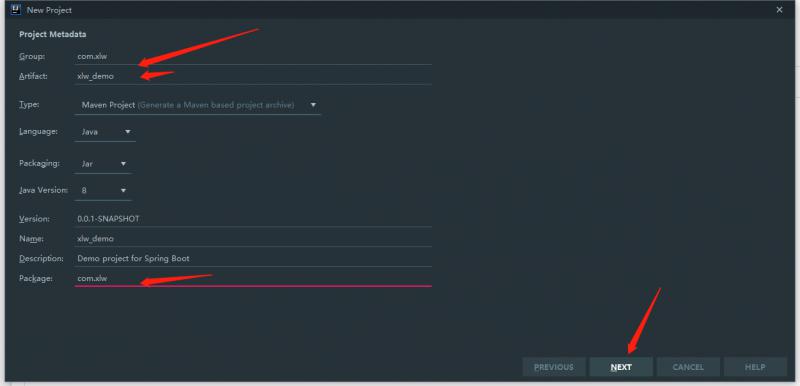 IJ New Project
Project Metadata
Group: com.xlw
Artifact: xlw_demo
Type: Maven Project (Generate a Maven based project archive)
Language: Java
Packaging: Jar
Java Version: 8
Version: 0.0.1-SNAPSHOT
Name: xlw_demo
Description: Demo project for Spring Boot
Package: com.xlw
PREVIOUS NEXT CANCEL HELP